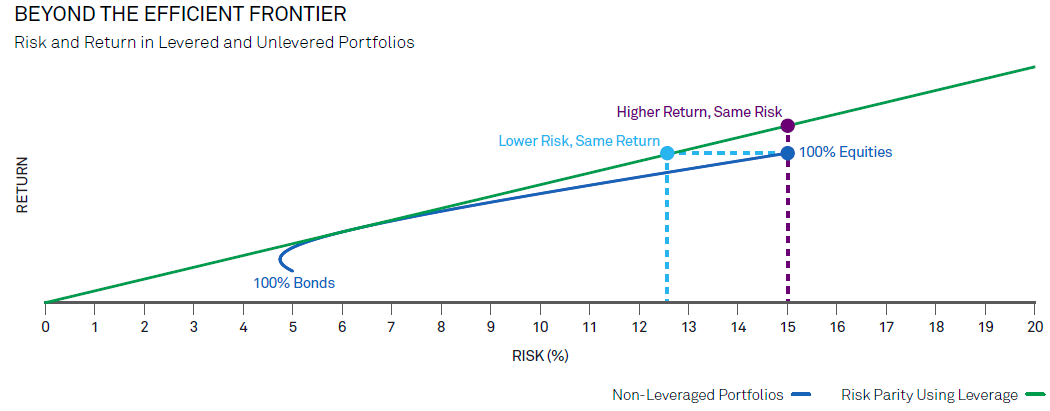 BEYOND THE EFFICIENT FRONTIER
Risk and Return in Levered and Unlevered Portfolios
Higher Return, Same Risk
Lower Risk, Same Return
100% Equities
RETURN
100% Bonds
0 1 2 3 4 5 6 7 8 9 10 11 12 13 14 15 16 17 18 19 20
RISK (%)
Non-Leveraged Portfolios
Risk Parity Using Leverage